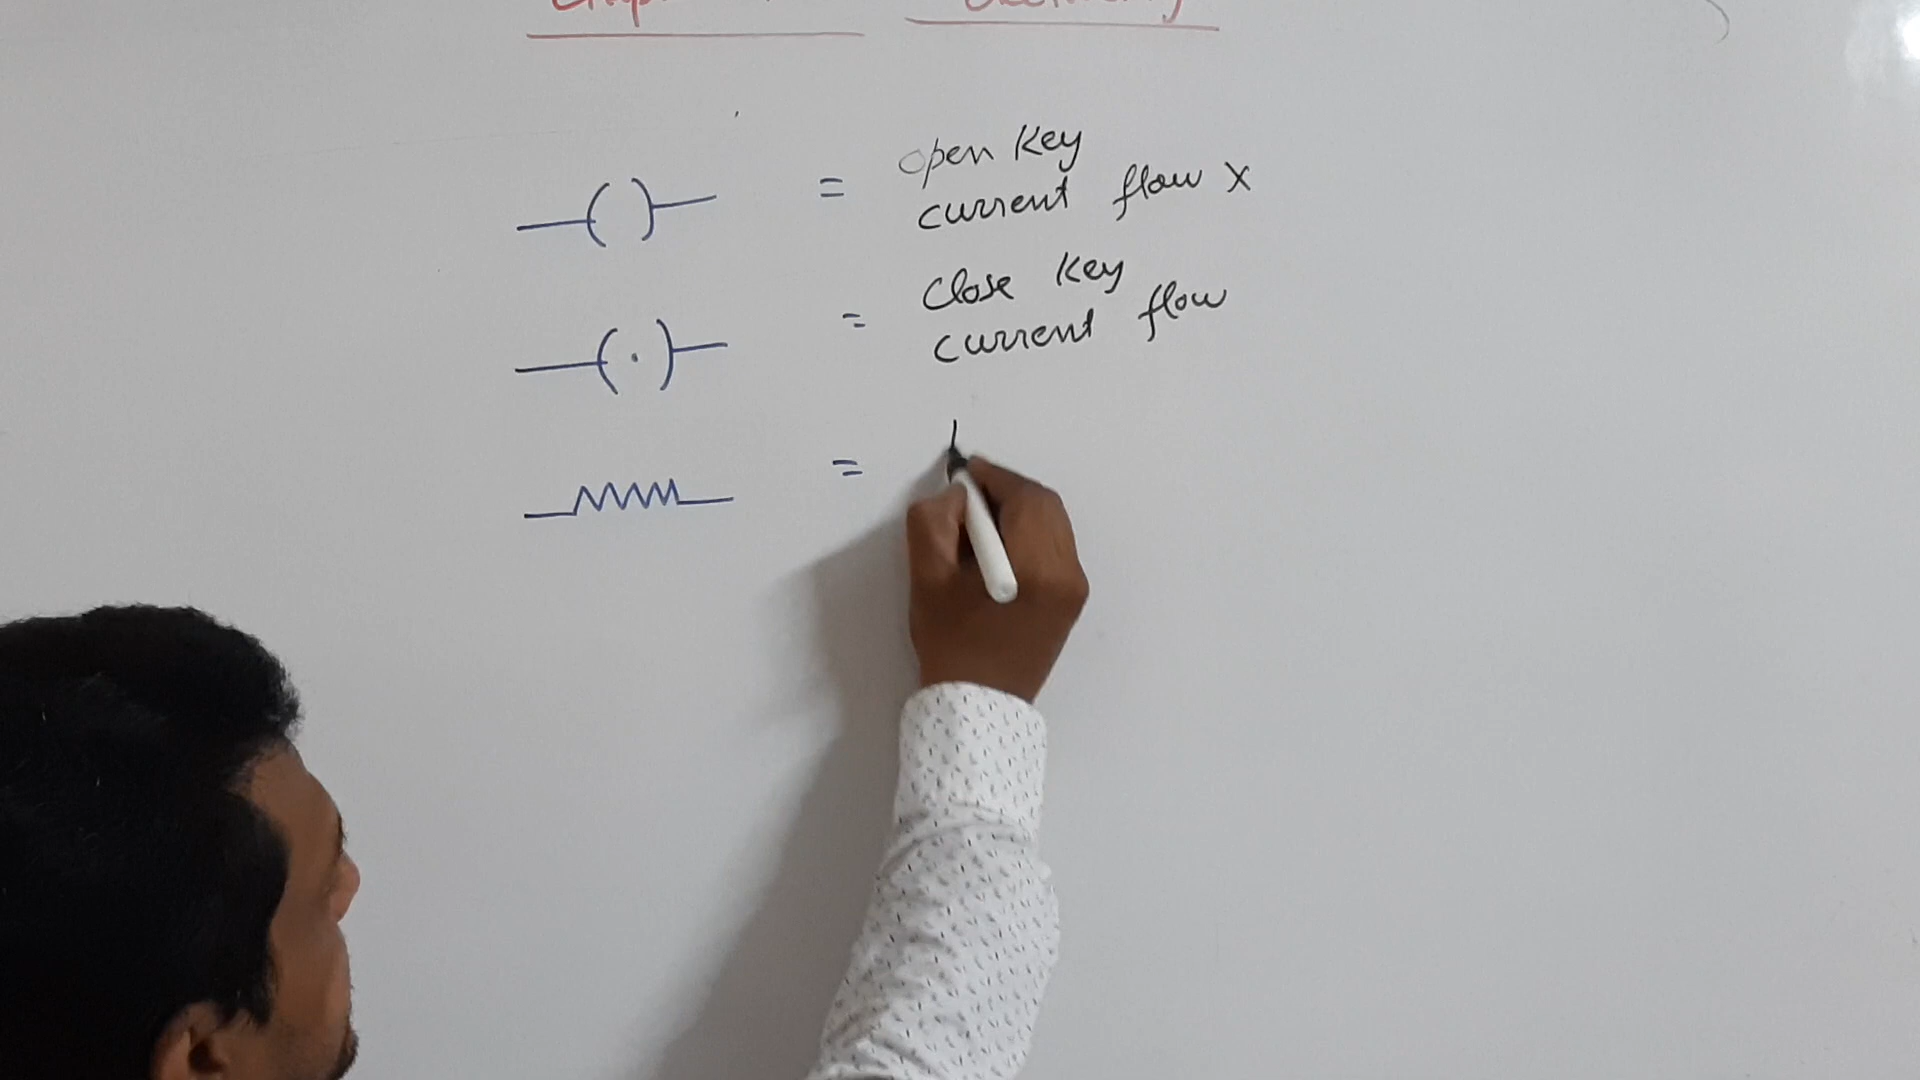 = open key
current flow x
= close key
current flow
=